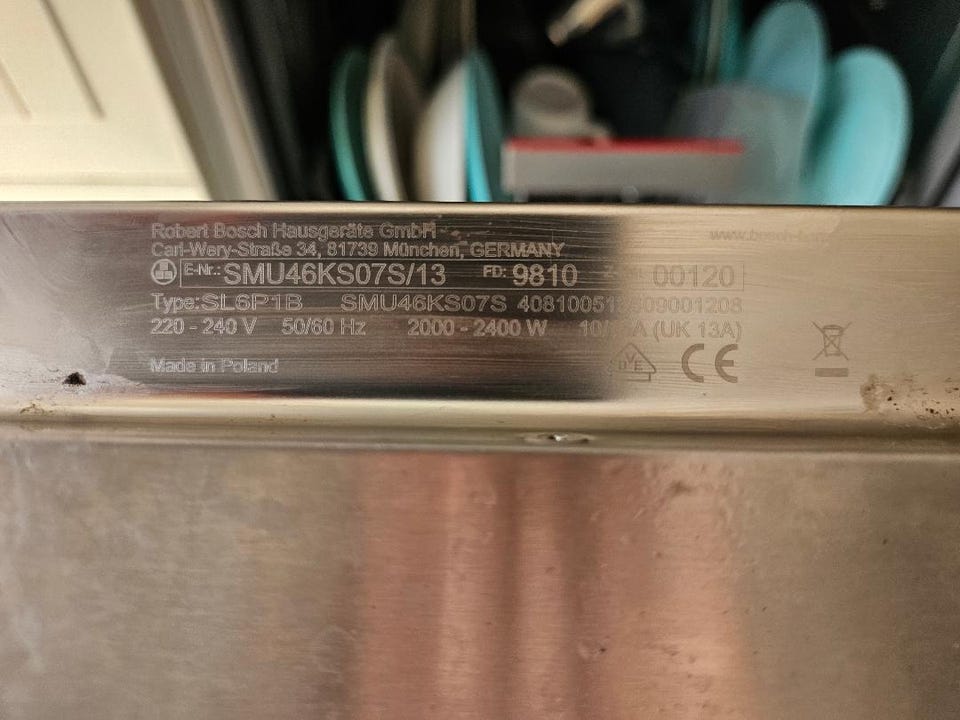 Robert Bosch Hausgeräte GmbH
Carl-Wery-Straße 34, 81739 München, GERMANY
E-Nr.: SMU46KS07S/13 FD: 9810 00120
Type:SL6P1B SMU46KS07S
220 - 240 V 50/60 Hz 2000 - 2400 W (UK 13A)
Made in Poland VDE CE